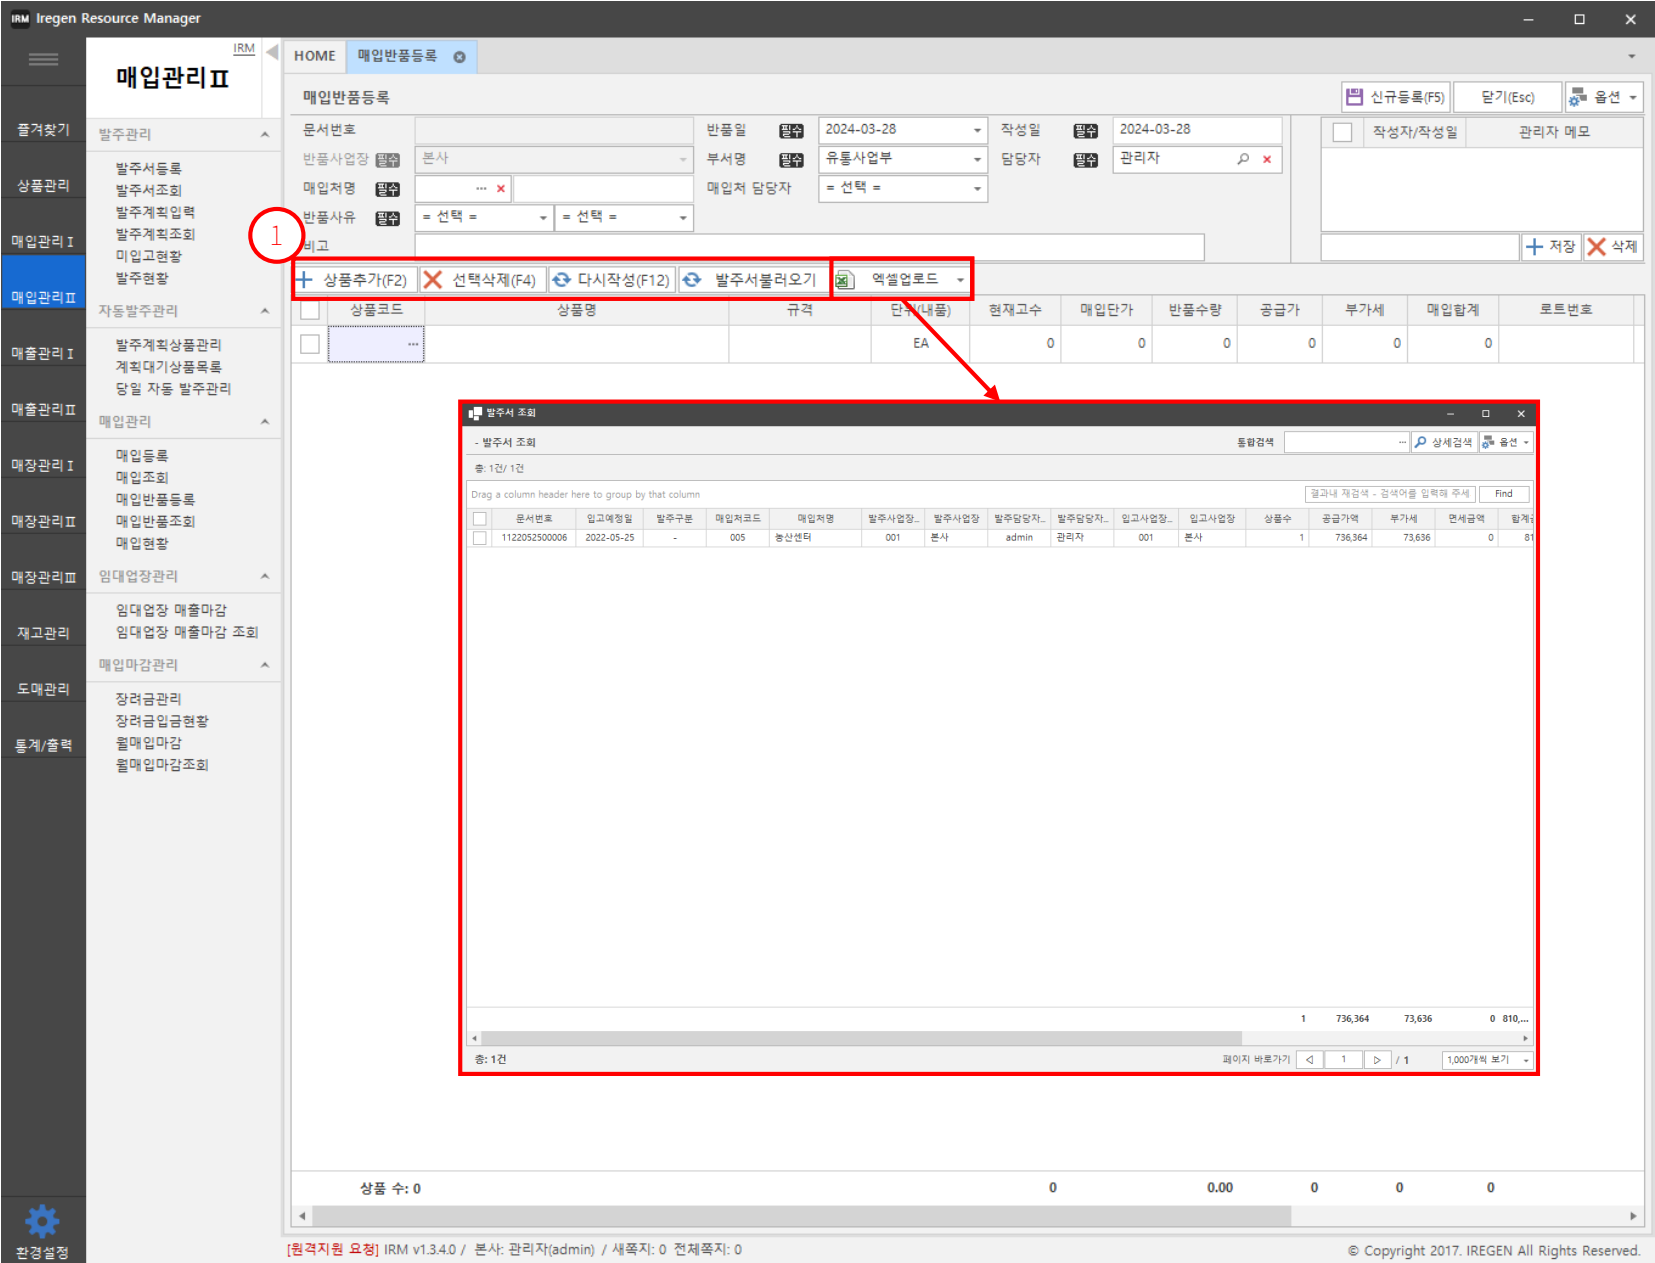 IRM Iregen Resource Manager
IRM
매입관리Ⅱ
HOME 매입반품등록
즐겨찾기
상품관리
매입관리Ⅰ
매입관리Ⅱ
매출관리Ⅰ
매출관리Ⅱ
매장관리Ⅰ
매장관리Ⅱ
매장관리Ⅲ
재고관리
도매관리
통계/출력
환경설정
발주관리
발주서등록
발주서조회
발주계획입력
발주계획조회
미입고현황
발주현황
자동발주관리
발주계획상품관리
계획대기상품목록
당일 자동 발주관리
매입관리
매입등록
매입조회
매입반품등록
매입반품조회
매입현황
임대업장관리
임대업장 매출마감
임대업장 매출마감 조회
매입마감관리
장려금관리
장려금입금현황
월매입마감
월매입마감조회
매입반품등록 신규등록(F5) 닫기(Esc) 옵션
문서번호 반품일 필수 2024-03-28 작성일 필수 2024-03-28 작성자/작성일 관리자 메모
반품사업장 필수 본사 부서명 필수 유통사업부 담당자 필수 관리자
매입처명 필수 ··· 매입처 담당자 = 선택 =
반품사유 필수 = 선택 = = 선택 =
1
비고 저장 삭제
상품추가(F2) 선택삭제(F4) 다시작성(F12) 발주서불러오기 엑셀업로드
상품코드 상품명 규격 단위(내품) 현재고수 매입단가 반품수량 공급가 부가세 매입합계 로트번호
··· EA 0 0 0 0 0 0
발주서 조회
- 발주서 조회 통합검색 ··· 상세검색 옵션
총: 1건/ 1건
Drag a column header here to group by that column 결과내 재검색 - 검색어를 입력해 주세 Find
문서번호 입고예정일 발주구분 매입처코드 매입처명 발주사업장... 발주사업장 발주담당자... 발주담당자... 입고사업장... 입고사업장 상품수 공급가액 부가세 면세금액 합계금
1122052500006 2022-05-25 - 005 농산센터 001 본사 admin 관리자 001 본사 1 736,364 73,636 0 81
1 736,364 73,636 0 810,...
총: 1건 페이지 바로가기 1 / 1 1,000개씩 보기
상품 수: 0 0 0.00 0 0 0
[원격지원 요청] IRM v1.3.4.0 / 본사: 관리자(admin) / 새쪽지: 0 전체쪽지: 0 © Copyright 2017. IREGEN All Rights Reserved.